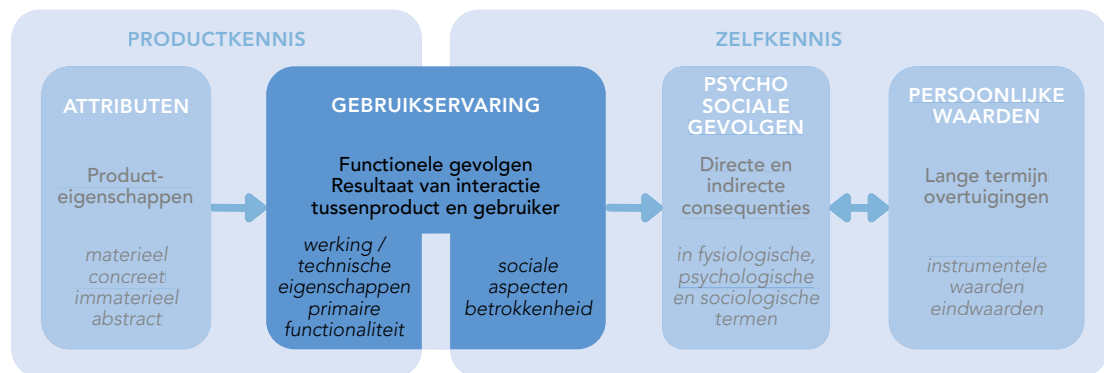 PRODUCTKENNIS
ZELFKENNIS
ATTRIBUTEN
Product-
eigenschappen
materieel
concreet
immaterieel
abstract
GEBRUIKSERVARING
Functionele gevolgen
Resultaat van interactie
tussenproduct en gebruiker
werking /
technische
eigenschappen
primaire
functionaliteit
sociale
aspecten
betrokkenheid
PSYCHO
SOCIALE
GEVOLGEN
Directe en
indirecte
consequenties
in fysiologische,
psychologische
en sociologische
termen
PERSOONLIJKE
WAARDEN
Lange termijn
overtuigingen
instrumentele
waarden
eindwaarden